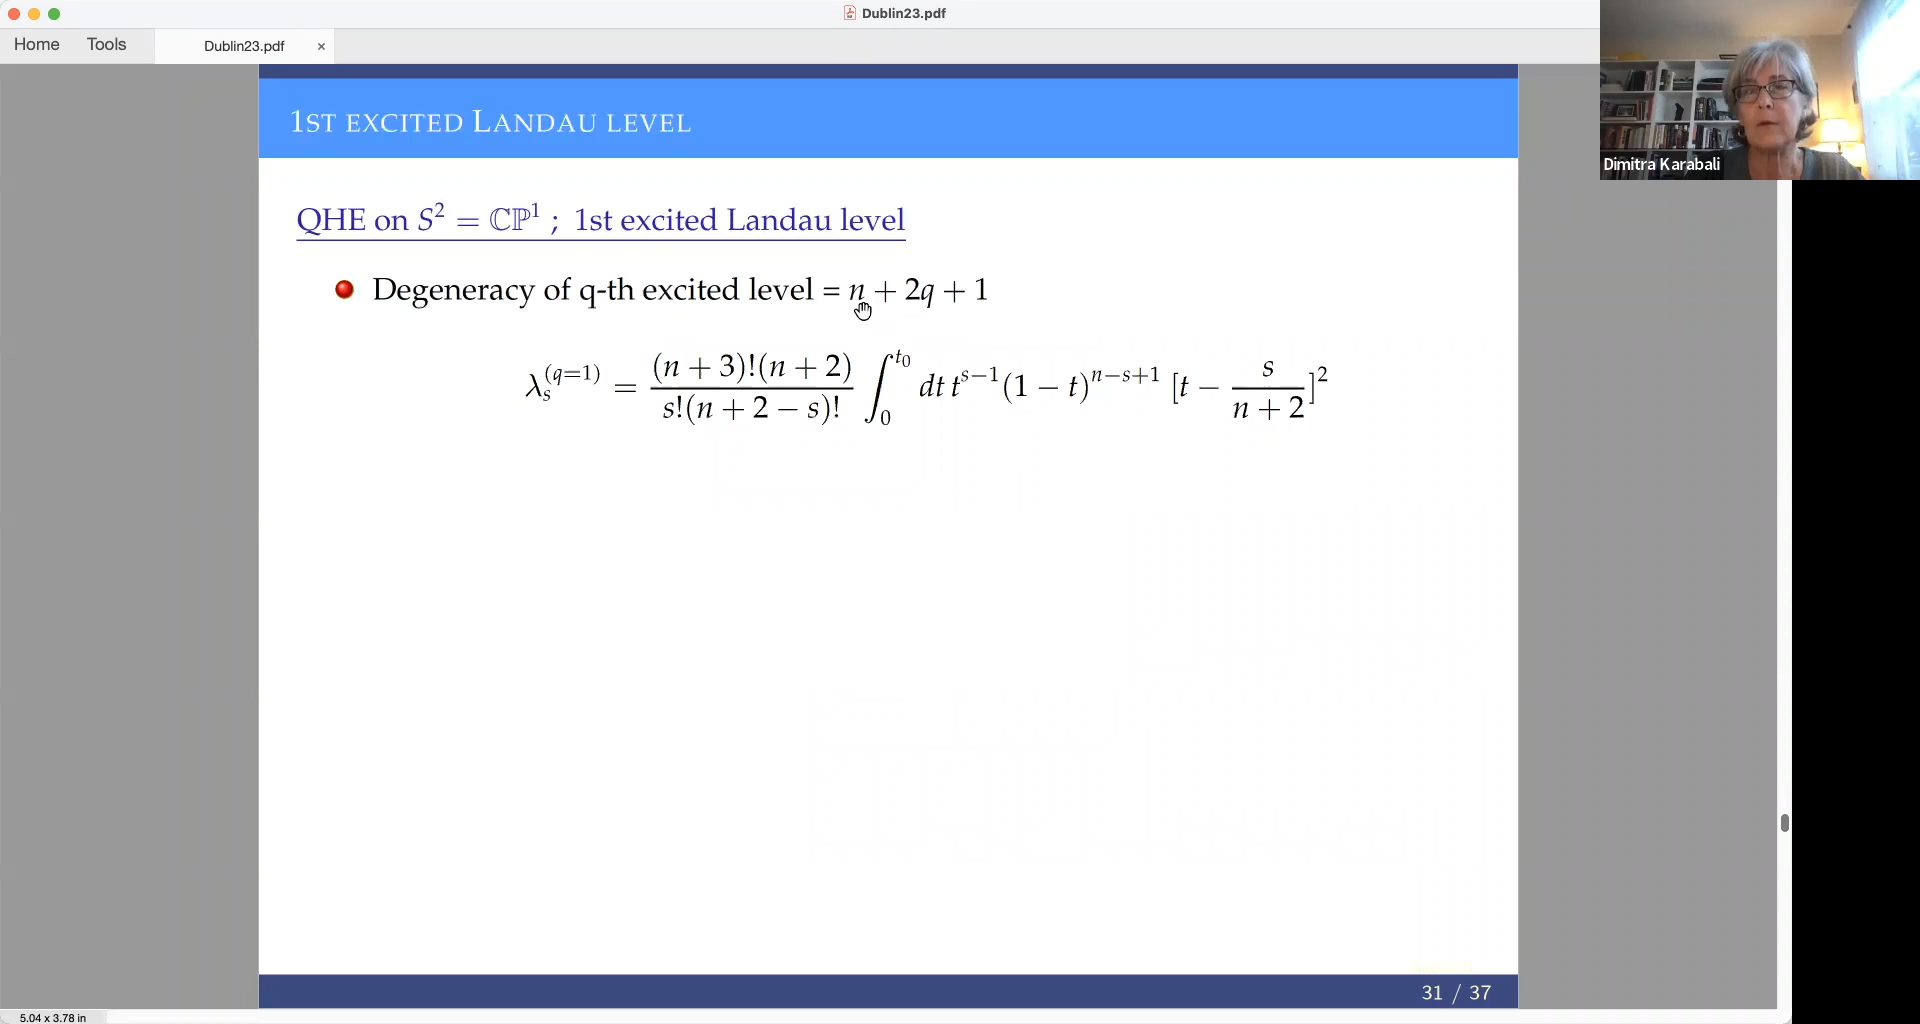 Dublin23.pdf
Home Tools Dublin23.pdf ×
Dimitra Karabali
1ST EXCITED LANDAU LEVEL
QHE on S² = ℂℙ¹ ; 1st excited Landau level
Degeneracy of q-th excited level = n + 2q + 1
λ_s^(q=1) = (n + 3)!(n + 2) / s!(n + 2 − s)! ∫_0^{t_0} dt t^{s−1}(1 − t)^{n−s+1} [t − s / n + 2]^2
31 / 37
5.04 x 3.78 in